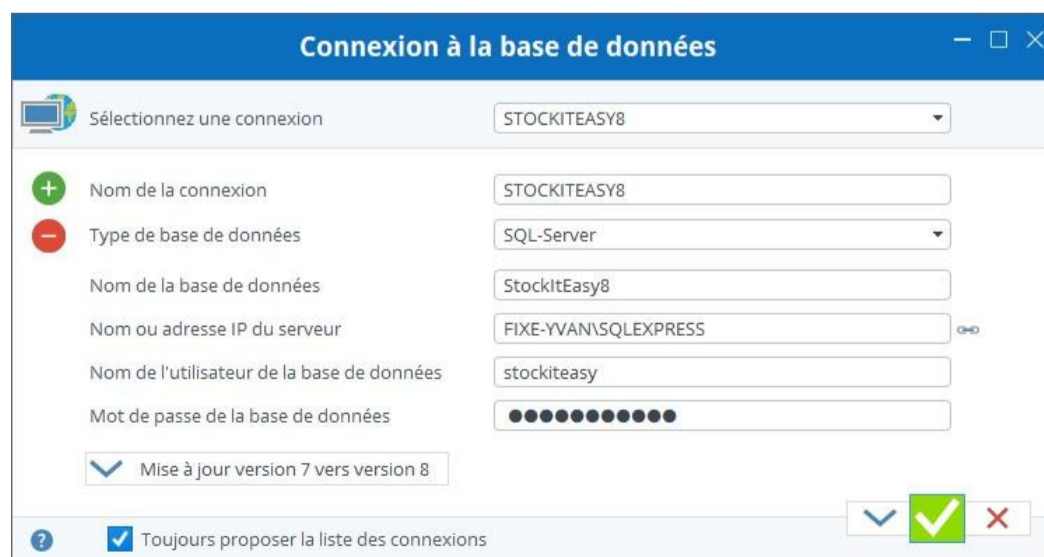 Connexion à la base de données
Sélectionnez une connexion STOCKITEASY8
Nom de la connexion STOCKITEASY8
Type de base de données SQL-Server
Nom de la base de données StockItEasy8
Nom ou adresse IP du serveur FIXE-YVAN\SQLEXPRESS
Nom de l'utilisateur de la base de données stockiteasy
Mot de passe de la base de données ●●●●●●●●●●●
Mise à jour version 7 vers version 8
? Toujours proposer la liste des connexions